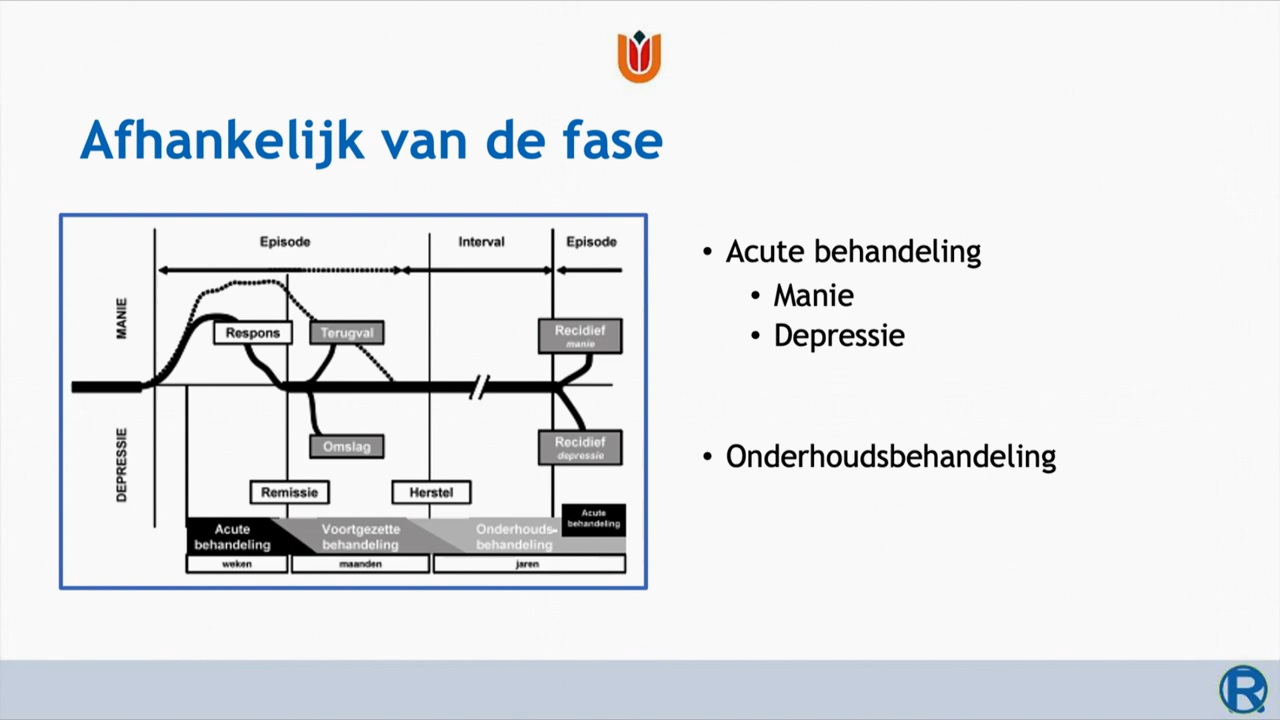 Afhankelijk van de fase
Episode
Interval
Episode
MANIE
Respons
Terugval
Recidief
manie
DEPRESSIE
Omslag
Recidief
depressie
Remissie
Herstel
Acute
behandeling
Voortgezette
behandeling
Onderhouds-
behandeling
Acute
behandeling
weken
maanden
jaren
• Acute behandeling
• Manie
• Depressie
• Onderhoudsbehandeling
R